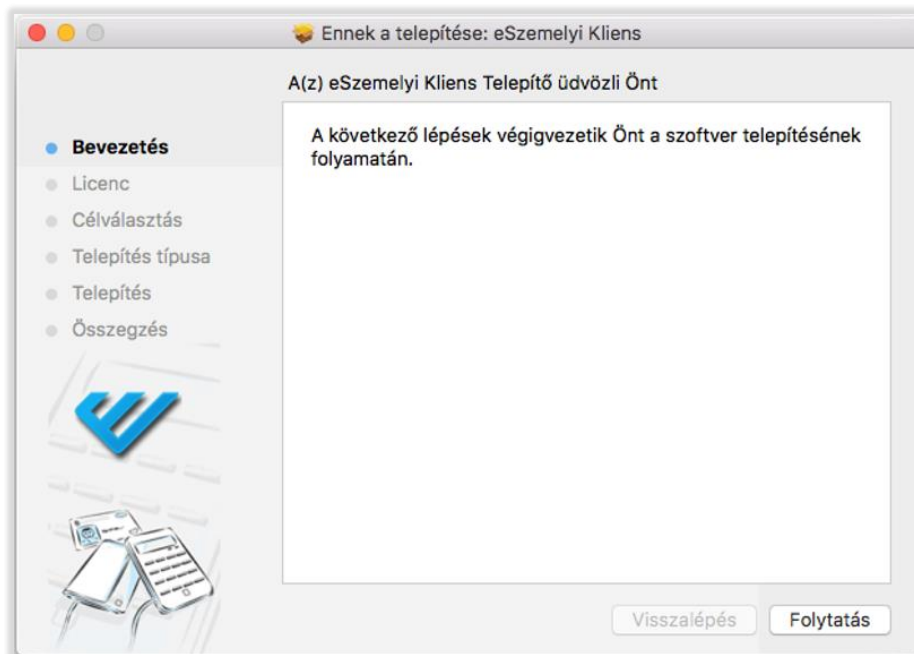 Ennek a telepítése: eSzemelyi Kliens
A(z) eSzemelyi Kliens Telepítő üdvözli Önt
Bevezetés
Licenc
Célválasztás
Telepítés típusa
Telepítés
Összegzés
A következő lépések végigvezetik Önt a szoftver telepítésének
folyamatán.
Visszalépés
Folytatás